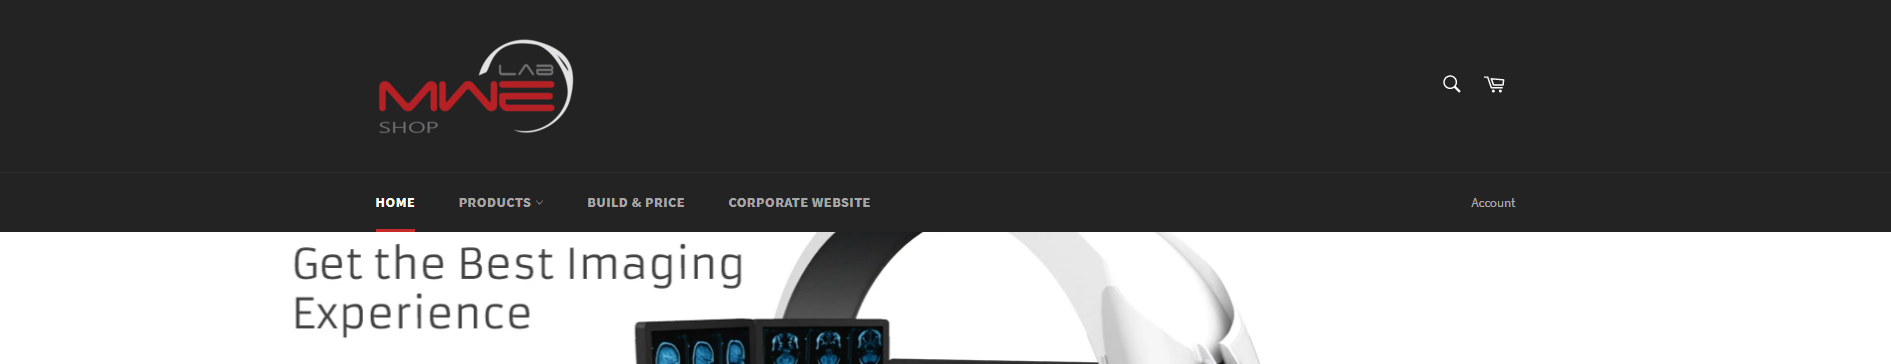 LAB
MWE
SHOP
HOME PRODUCTS BUILD & PRICE CORPORATE WEBSITE Account
Get the Best Imaging
Experience